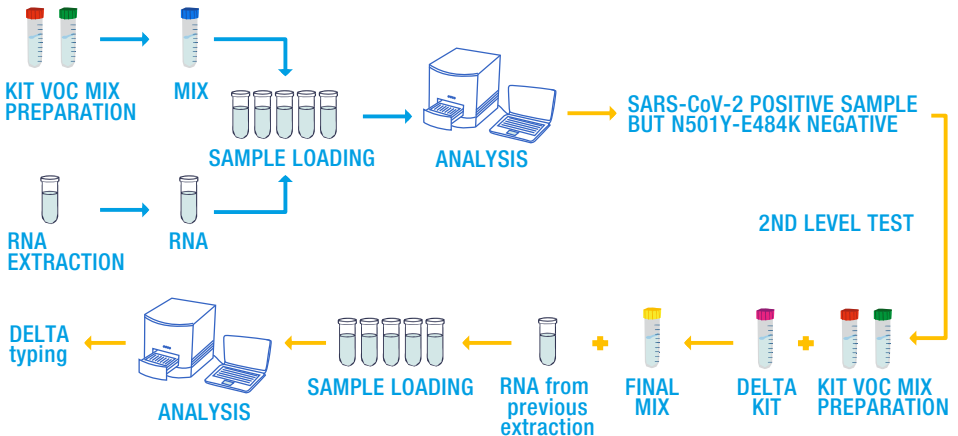 KIT VOC MIX
PREPARATION
MIX
SAMPLE LOADING
ANALYSIS
SARS-CoV-2 POSITIVE SAMPLE
BUT N501Y-E484K NEGATIVE
RNA
EXTRACTION
RNA
2ND LEVEL TEST
DELTA
typing
ANALYSIS
SAMPLE LOADING
RNA from
previous
extraction
FINAL
MIX
DELTA
KIT
KIT VOC MIX
PREPARATION